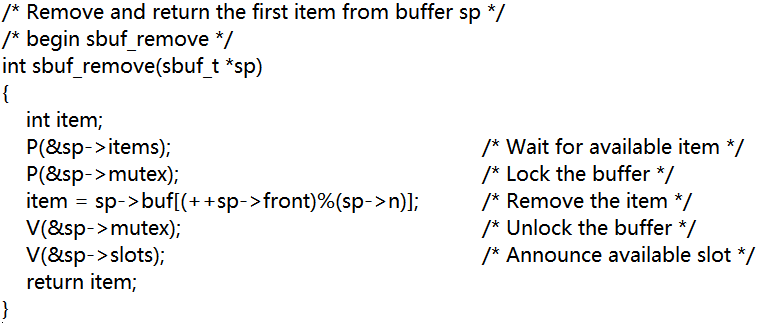 /* Remove and return the first item from buffer sp */
/* begin sbuf_remove */
int sbuf_remove(sbuf_t *sp)
{
int item;
P(&sp->items); /* Wait for available item */
P(&sp->mutex); /* Lock the buffer */
item = sp->buf[(++sp->front)%(sp->n)]; /* Remove the item */
V(&sp->mutex); /* Unlock the buffer */
V(&sp->slots); /* Announce available slot */
return item;
}